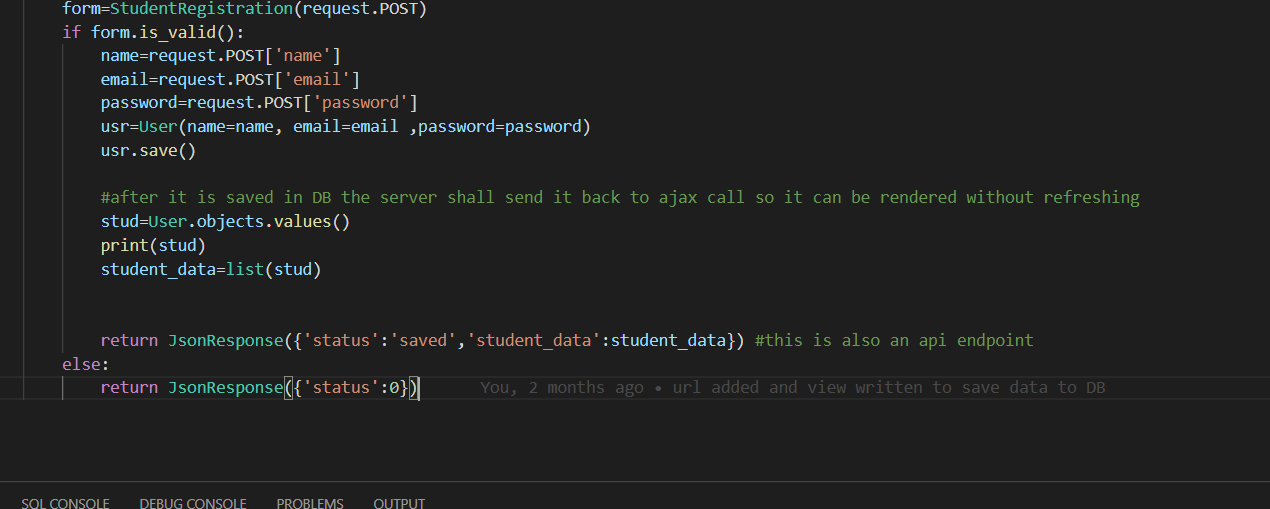 form=StudentRegistration(request.POST)
if form.is_valid():
name=request.POST['name']
email=request.POST['email']
password=request.POST['password']
usr=User(name=name, email=email ,password=password)
usr.save()
#after it is saved in DB the server shall send it back to ajax call so it can be rendered without refreshing
stud=User.objects.values()
print(stud)
student_data=list(stud)
return JsonResponse({'status':'saved','student_data':student_data}) #this is also an api endpoint
else:
return JsonResponse({'status':0}) You, 2 months ago • url added and view written to save data to DB
SQL CONSOLE DEBUG CONSOLE PROBLEMS OUTPUT